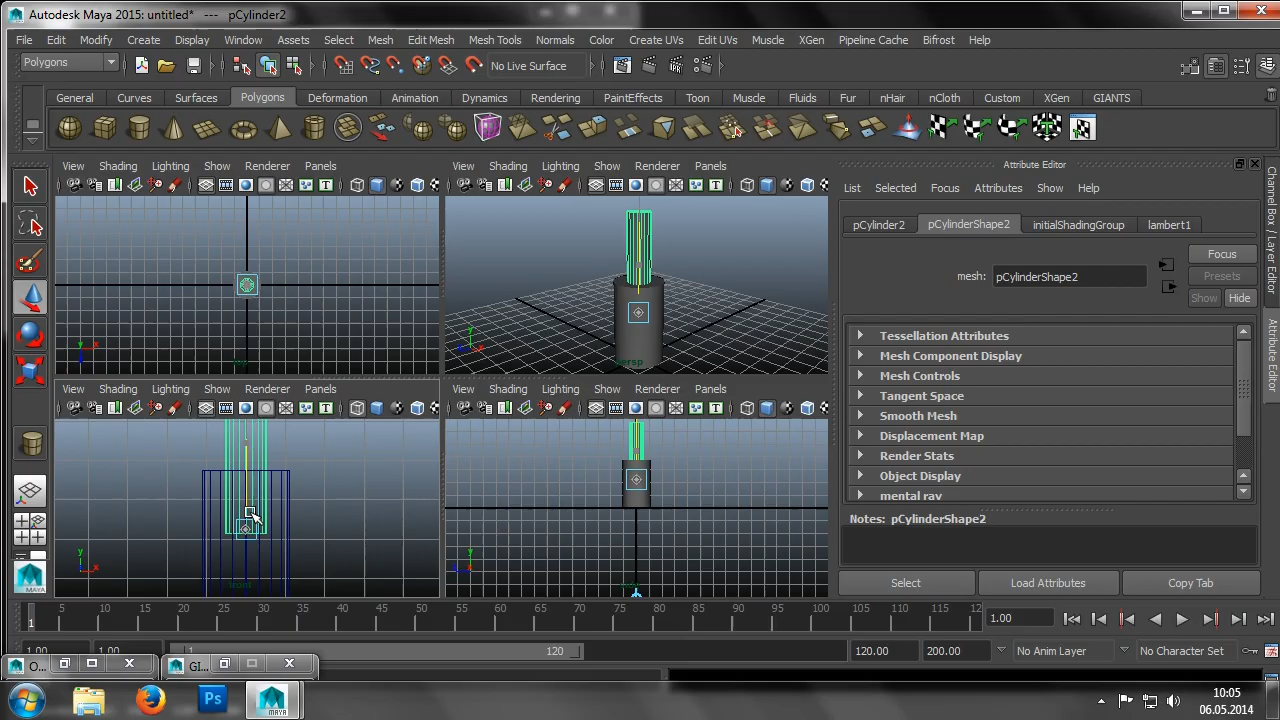 Autodesk Maya 2015: untitled*   ---   pCylinder2
File Edit Modify Create Display Window Assets Select Mesh Edit Mesh Mesh Tools Normals Color Create UVs Edit UVs Muscle XGen Pipeline Cache Bifrost Help
Polygons No Live Surface
General Curves Surfaces Polygons Deformation Animation Dynamics Rendering PaintEffects Toon Muscle Fluids Fur nHair nCloth Custom XGen GIANTS
View Shading Lighting Show Renderer Panels
View Shading Lighting Show Renderer Panels
persp
View Shading Lighting Show Renderer Panels
front
View Shading Lighting Show Renderer Panels
Attribute Editor
List Selected Focus Attributes Show Help
pCylinder2 pCylinderShape2 initialShadingGroup lambert1
Focus
mesh: pCylinderShape2 Presets
Show Hide
Tessellation Attributes
Mesh Component Display
Mesh Controls
Tangent Space
Smooth Mesh
Displacement Map
Render Stats
Object Display
mental ray
Notes: pCylinderShape2
Select Load Attributes Copy Tab
Channel Box / Layer Editor
Attribute Editor
MAYA
1 5 10 15 20 25 30 35 40 45 50 55 60 65 70 75 80 85 90 95 100 105 110 115 12
1.00
1.00 1.00 1 120 120.00 200.00 No Anim Layer No Character Set
O... GI...
Ps MAYA
10:05
06.05.2014